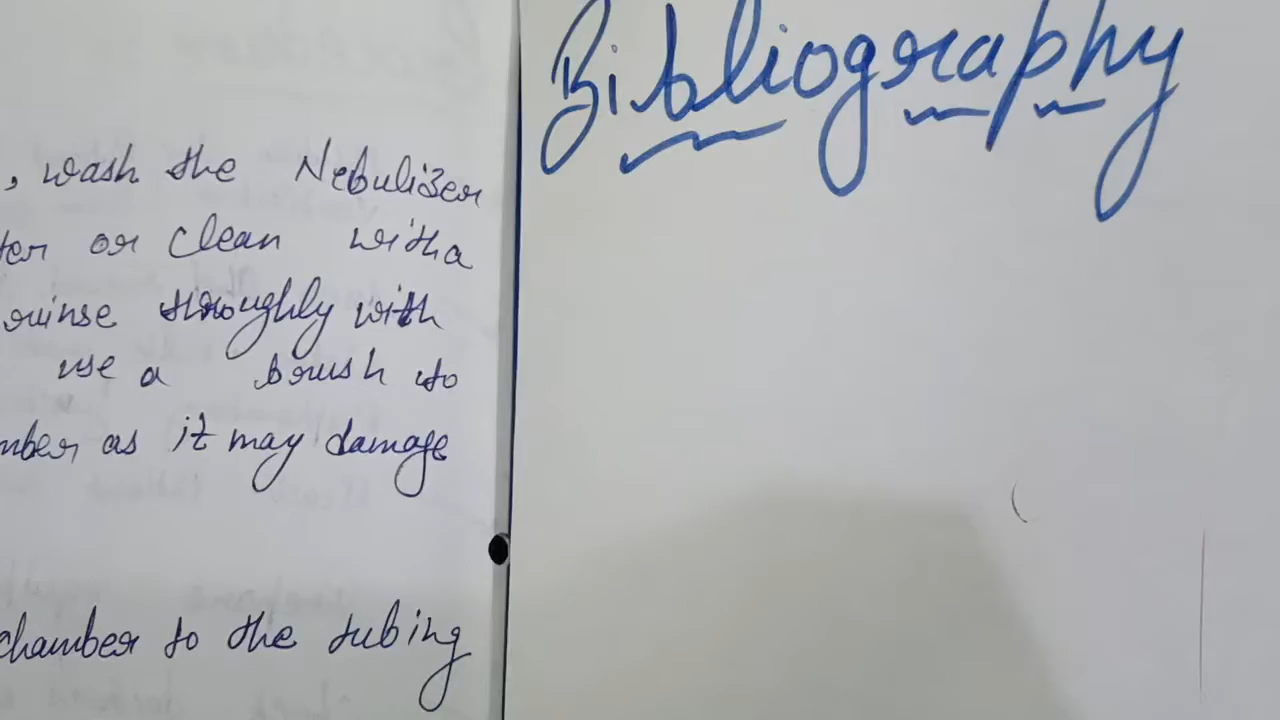 , wash the Nebulizer
ter or clean with a
rinse throughly with
use a brush to
mber as it may damage
chamber to the tubing
Bibliography